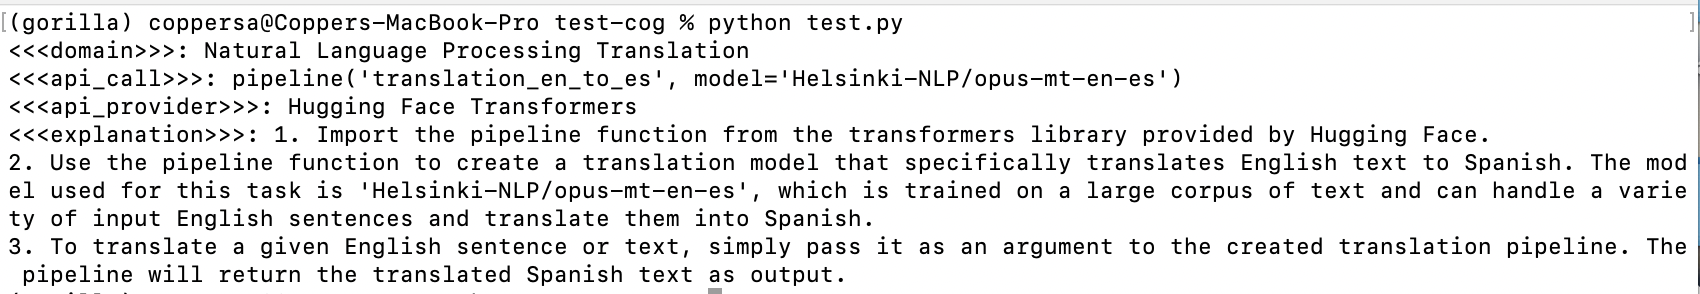 [(gorilla) coppersa@Coppers-MacBook-Pro test-cog % python test.py ]
<<<domain>>>: Natural Language Processing Translation
<<<api_call>>>: pipeline('translation_en_to_es', model='Helsinki-NLP/opus-mt-en-es')
<<<api_provider>>>: Hugging Face Transformers
<<<explanation>>>: 1. Import the pipeline function from the transformers library provided by Hugging Face.
2. Use the pipeline function to create a translation model that specifically translates English text to Spanish. The mod
el used for this task is 'Helsinki-NLP/opus-mt-en-es', which is trained on a large corpus of text and can handle a varie
ty of input English sentences and translate them into Spanish.
3. To translate a given English sentence or text, simply pass it as an argument to the created translation pipeline. The
 pipeline will return the translated Spanish text as output.